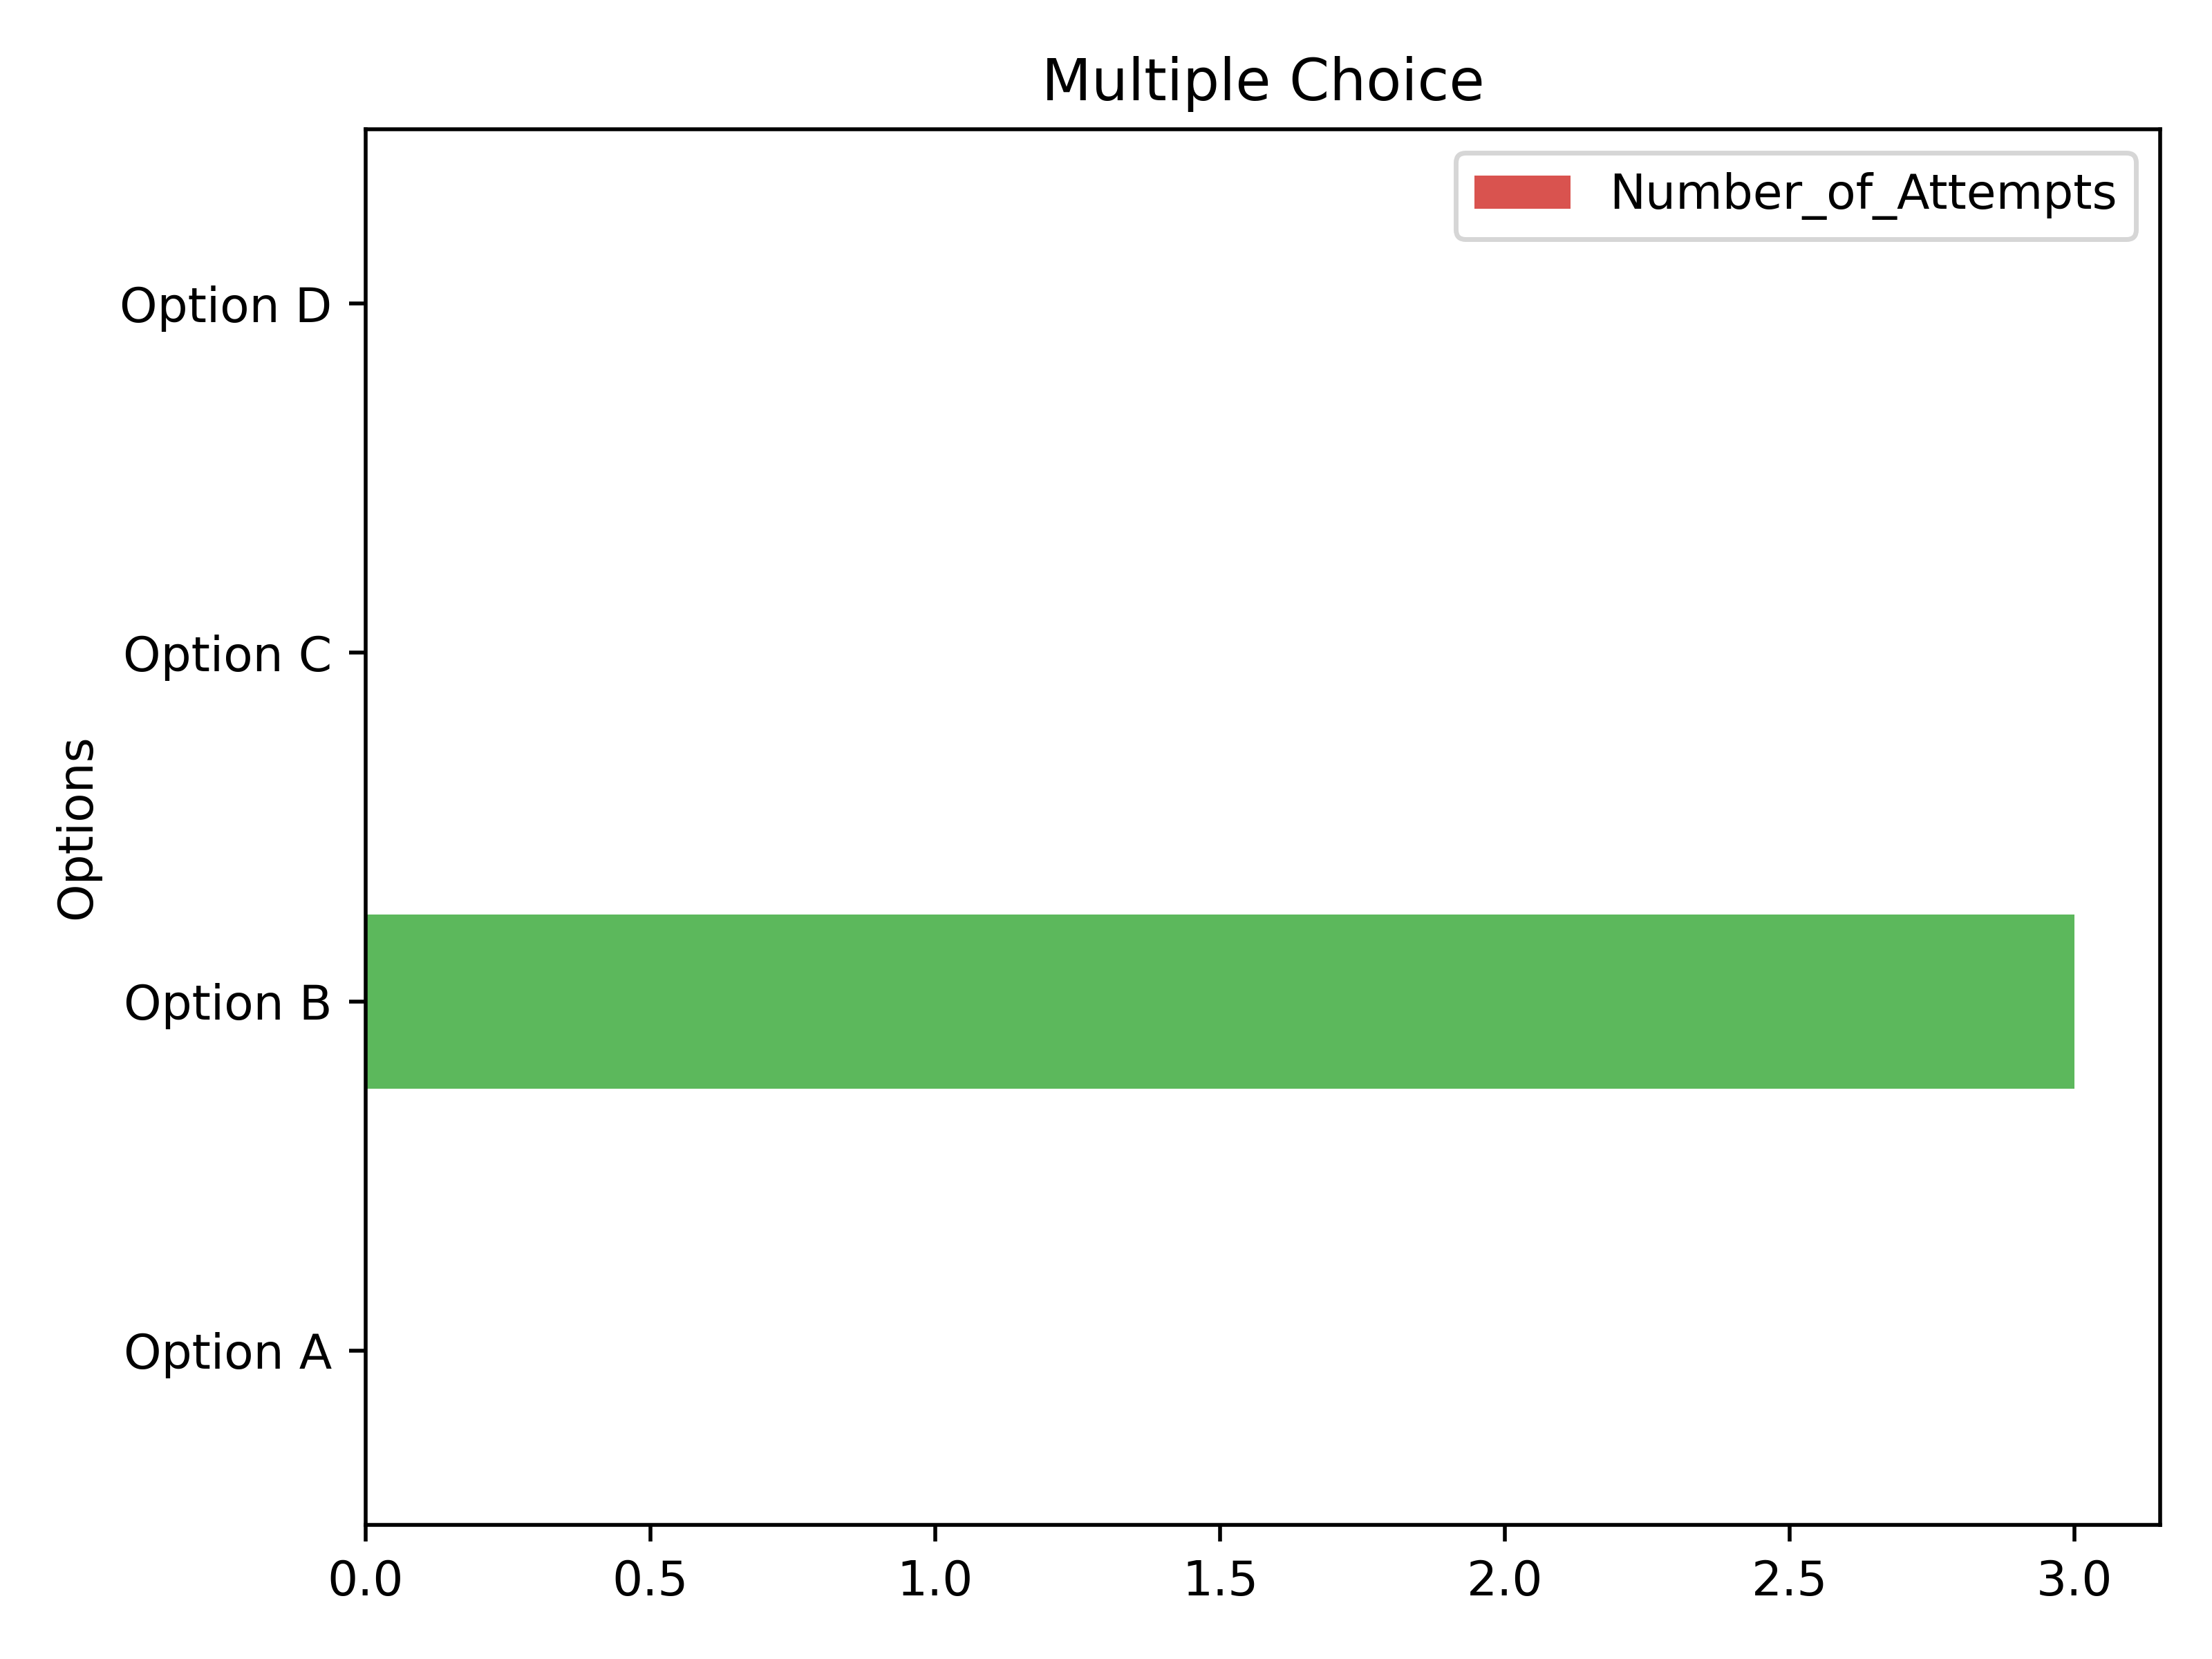 Multiple Choice
Number_of_Attempts
Option D
Option C
Options
Option B
Option A
0.0 0.5 1.0 1.5 2.0 2.5 3.0